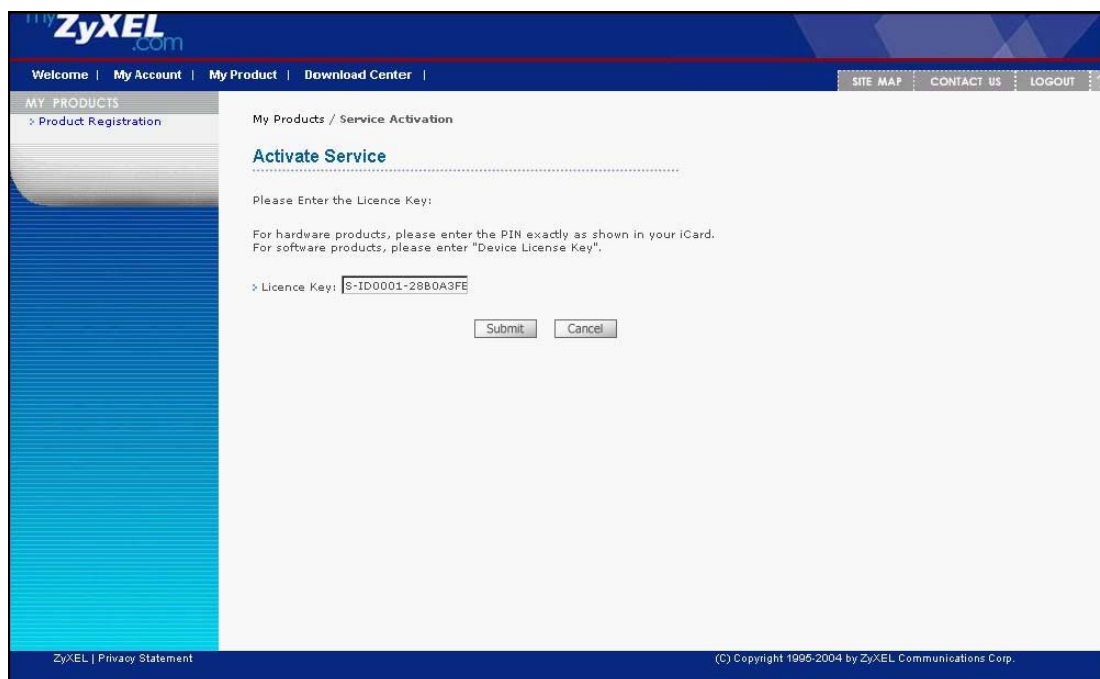 myZyXEL
.com
Welcome | My Account | My Product | Download Center |
SITE MAP CONTACT US LOGOUT
MY PRODUCTS
> Product Registration
My Products / Service Activation
Activate Service
Please Enter the Licence Key:
For hardware products, please enter the PIN exactly as shown in your iCard.
For software products, please enter "Device License Key".
> Licence Key: S-ID0001-28B0A3FE
Submit Cancel
ZyXEL | Privacy Statement
(C) Copyright 1995-2004 by ZyXEL Communications Corp.